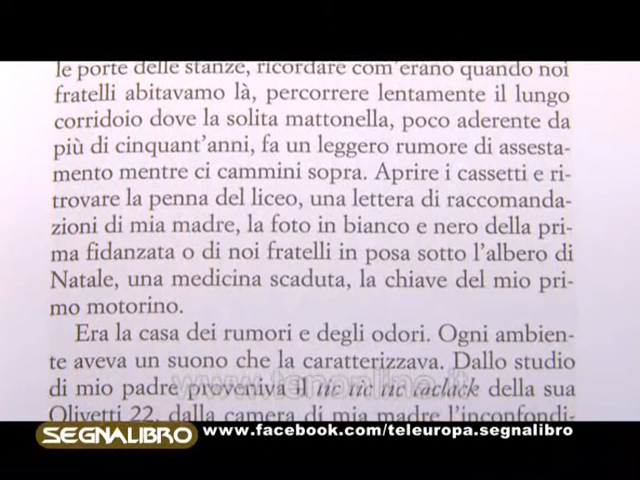 le porte delle stanze, ricordare com'erano quando noi
fratelli abitavamo là, percorrere lentamente il lungo
corridoio dove la solita mattonella, poco aderente da
più di cinquant'anni, fa un leggero rumore di assesta-
mento mentre ci cammini sopra. Aprire i cassetti e ri-
trovare la penna del liceo, una lettera di raccomanda-
zioni di mia madre, la foto in bianco e nero della pri-
ma fidanzata o di noi fratelli in posa sotto l'albero di
Natale, una medicina scaduta, la chiave del mio pri-
mo motorino.
Era la casa dei rumori e degli odori. Ogni ambien-
te aveva un suono che la caratterizzava. Dallo studio
di mio padre proveniva il tic tic tic taclack della sua
Olivetti 22, dalla camera di mia madre l'inconfondi-
SEGNALIBRO www.facebook.com/teleuropa.segnalibro